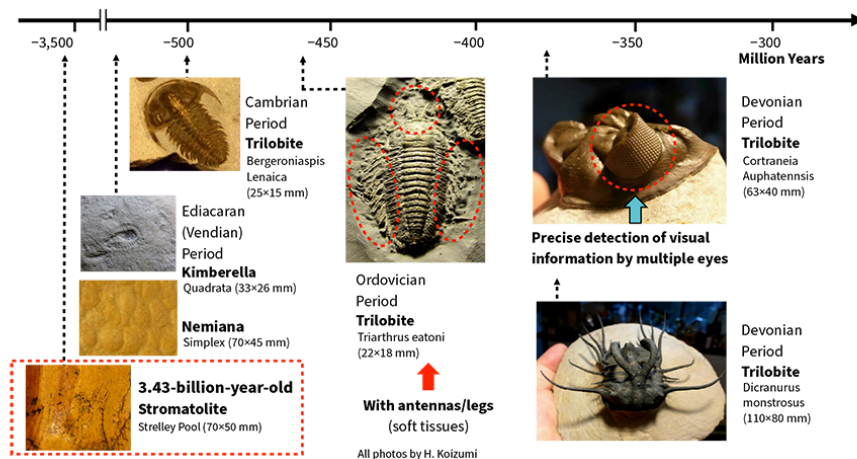 −3,500
−500
−450
−400
−350
−300
Million Years
Cambrian
Period
Trilobite
Bergeroniaspis
Lenaica
(25×15 mm)
Ediacaran
(Vendian)
Period
Kimberella
Quadrata (33×26 mm)
Nemiana
Simplex (70×45 mm)
3.43-billion-year-old
Stromatolite
Strelley Pool (70×50 mm)
Ordovician
Period
Trilobite
Triarthrus eatoni
(22×18 mm)
With antennas/legs
(soft tissues)
All photos by H. Koizumi
Devonian
Period
Trilobite
Cortraneia
Auphatennsis
(63×40 mm)
Precise detection of visual
information by multiple eyes
Devonian
Period
Trilobite
Dicranurus
monstrosus
(110×80 mm)